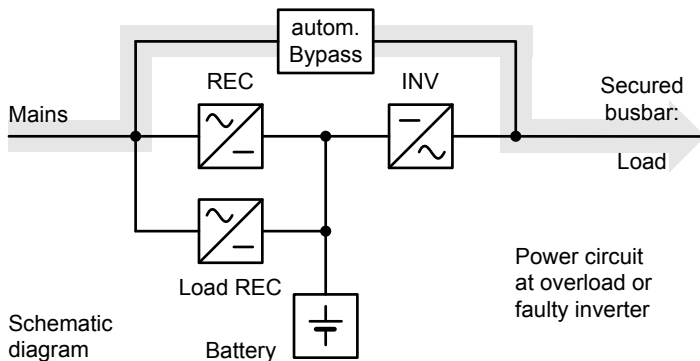 autom.
Bypass
REC
INV
Secured
busbar:
Mains
Load
Load REC
Power circuit
at overload or
faulty inverter
Schematic
diagram
Battery